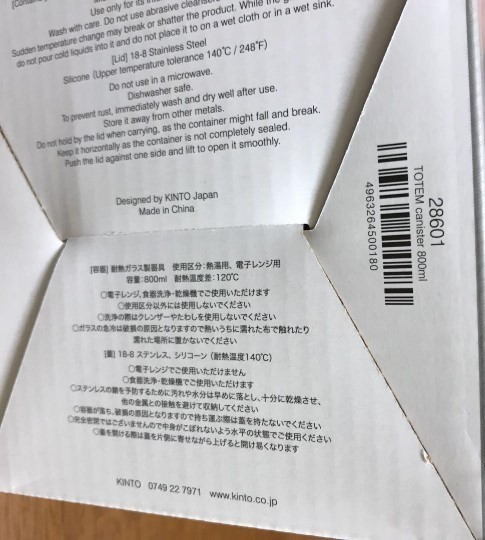 Use only for its
Wash with care. Do not use abrasive cleansers
Sudden temperature change may break or shatter the product. While the
do not pour cold liquids into it and do not place it on a wet cloth or in a wet sink.
[Lid] 18-8 Stainless Steel
Silicone (Upper temperature tolerance 140℃ / 248℉)
Do not use in a microwave.
Dishwasher safe.
To prevent rust, immediately wash and dry well after use.
Store it away from other metals.
Do not hold by the lid when carrying, as the container might fall and break.
Keep it horizontally as the container is not completely sealed.
Push the lid against one side and lift to open it smoothly.
Designed by KINTO Japan
Made in China
[容器] 耐熱ガラス製器具 使用区分:熱湯用、電子レンジ用
容量:800ml 耐熱温度差:120℃
○電子レンジ、食器洗浄・乾燥機でご使用いただけます
○使用区分以外には使用しないでください
○洗浄の際はクレンザーやたわしを使用しないでください
○ガラスの急冷は破損の原因となりますので熱いうちに濡れた布で触れたり
濡れた場所に置かないでください
[蓋] 18-8 ステンレス、シリコーン (耐熱温度140℃)
○電子レンジでご使用いただけません
○食器洗浄・乾燥機でご使用いただけます
○ステンレスの錆を予防するために汚れや水分は早めに落とし、十分に乾燥させ、
他の金属との接触を避けて収納してください
○容器が落ち、破損の原因となりますので持ち運ぶ際は蓋を持たないでください
○完全密閉ではございませんので中身がこぼれないよう水平の状態でご使用ください
○蓋を開ける際は蓋を片側に寄せながら上げると開け易くなります
KINTO 0749 22 7971 www.kinto.co.jp
28601
TOTEM canister 800ml
4963264500180